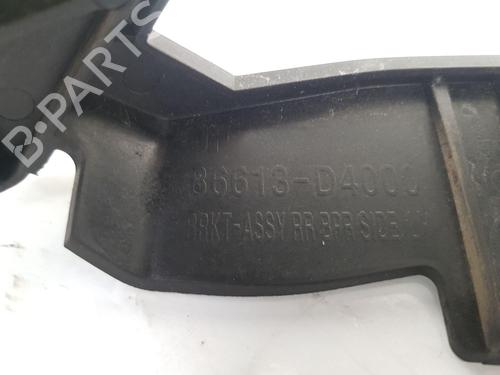 B-PARTS
86613-D4000
BRKT-ASSY RR BPR SIDE